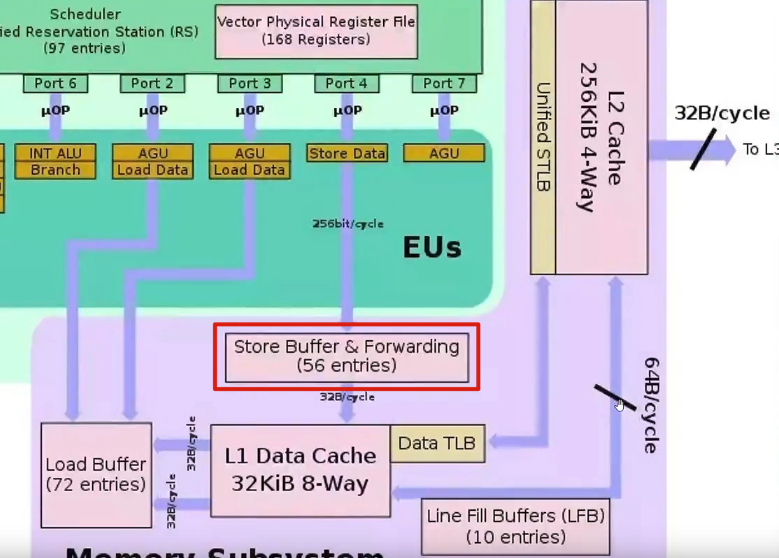 Scheduler
ied Reservation Station (RS)
(97 entries)
Vector Physical Register File
(168 Registers)
Port 6
Port 2
Port 3
Port 4
Port 7
μOP
μOP
μOP
μOP
μOP
INT ALU
Branch
AGU
Load Data
AGU
Load Data
Store Data
AGU
256bit/cycle
EUs
Unified STLB
L2 Cache
256KiB 4-Way
32B/cycle
To L3
64B/cycle
Store Buffer & Forwarding
(56 entries)
32B/cycle
Load Buffer
(72 entries)
32B/cycle
32B/cycle
L1 Data Cache
32KiB 8-Way
Data TLB
Line Fill Buffers (LFB)
(10 entries)
Memory Subsystem